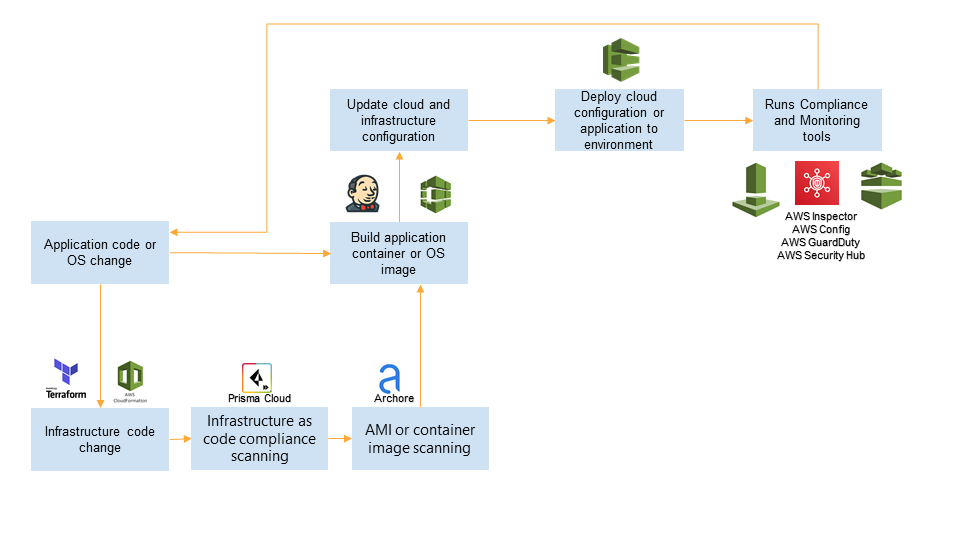 Update cloud and
infrastructure
configuration
Deploy cloud
configuration or
application to
environment
Runs Compliance
and Monitoring
tools
AWS Inspector
AWS Config
AWS GuardDuty
AWS Security Hub
Application code or
OS change
Build application
container or OS
image
Terraform
AWS
CloudFormation
Prisma Cloud
Archore
Infrastructure code
change
Infrastructure as
code compliance
scanning
AMI or container
image scanning